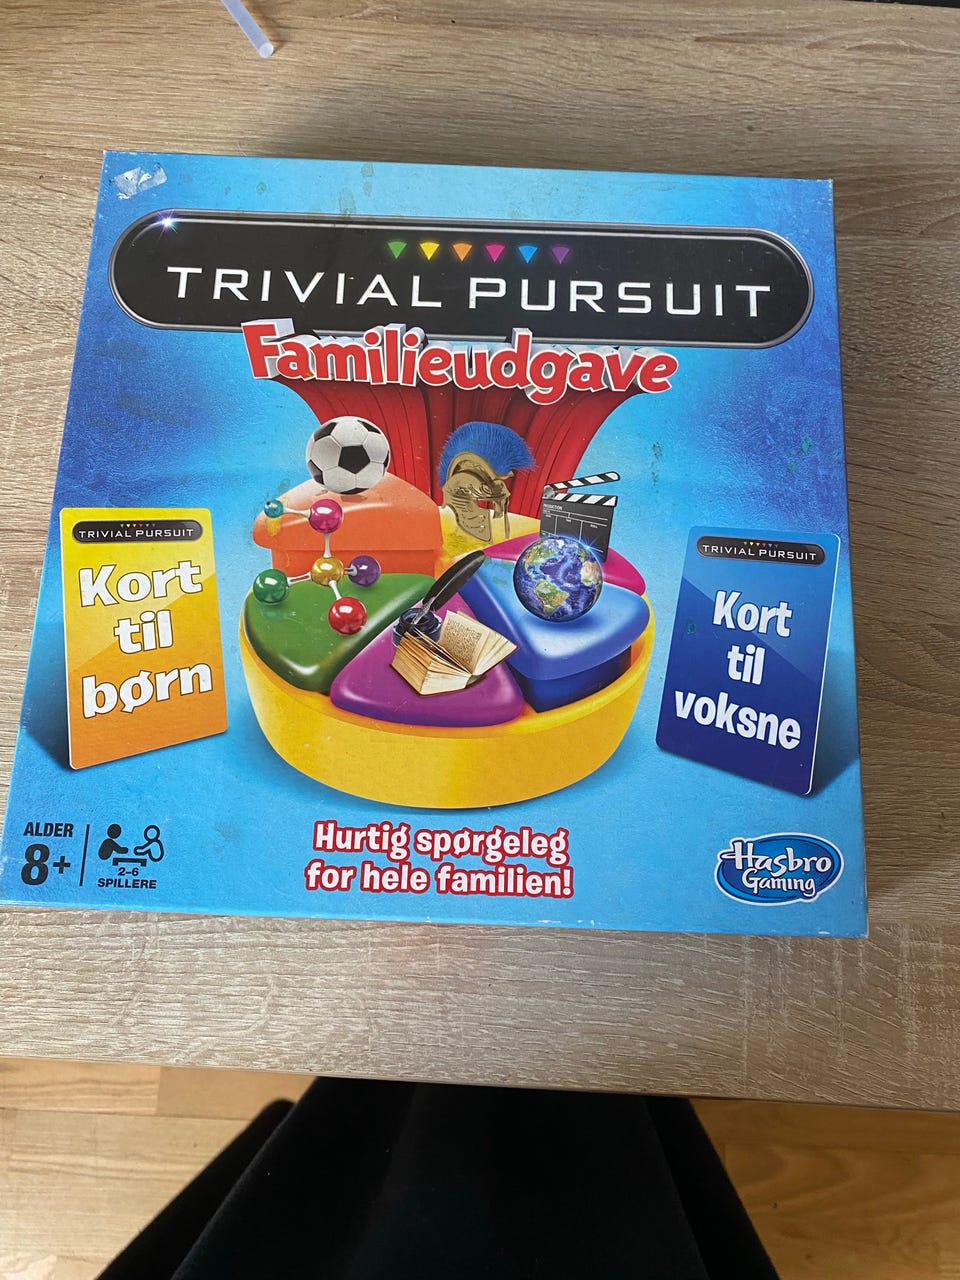 TRIVIAL PURSUIT
Familieudgave
TRIVIAL PURSUIT
Kort
til
børn
TRIVIAL PURSUIT
Kort
til
voksne
ALDER
8+
2-6
SPILLERE
Hurtig spørgeleg
for hele familien!
Hasbro
Gaming